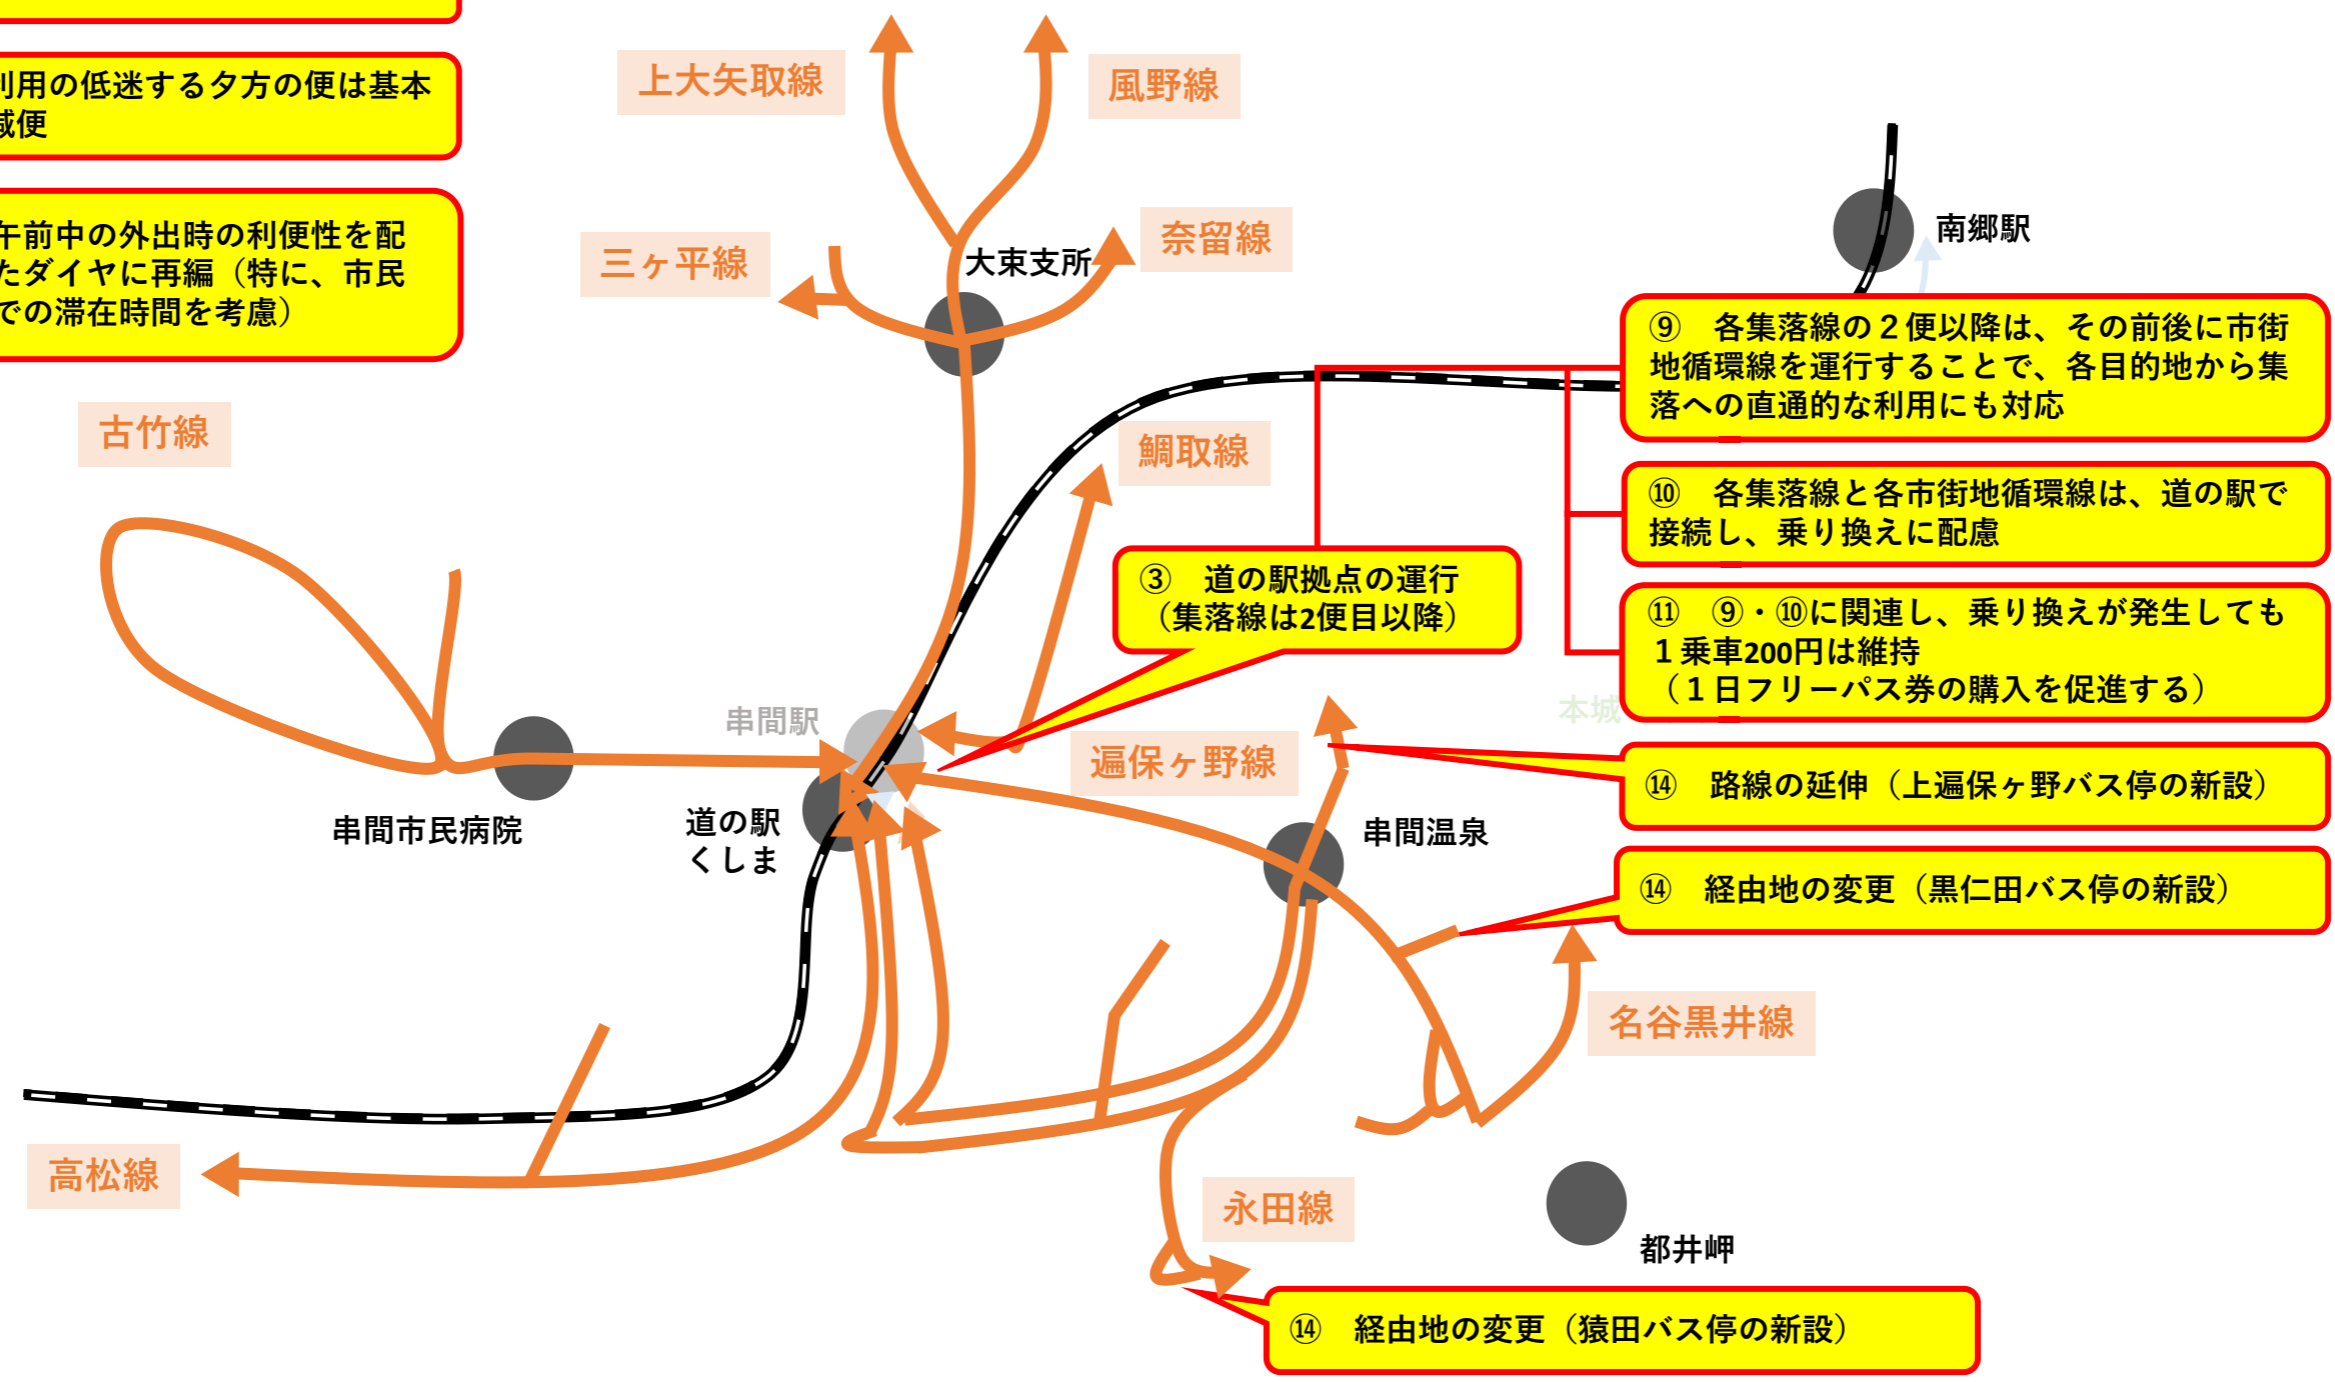 利用の低迷する夕方の便は基本
減便
午前中の外出時の利便性を配
たダイヤに再編（特に、市民
での滞在時間を考慮）
上大矢取線
風野線
三ヶ平線
大束支所
奈留線
南郷駅
古竹線
鯛取線
⑨　各集落線の２便以降は、その前後に市街
地循環線を運行することで、各目的地から集
落への直通的な利用にも対応
⑩　各集落線と各市街地循環線は、道の駅で
接続し、乗り換えに配慮
③　道の駅拠点の運行
（集落線は2便目以降）
⑪　⑨・⑩に関連し、乗り換えが発生しても
１乗車200円は維持
（１日フリーパス券の購入を促進する）
本城
串間駅
遍保ヶ野線
⑭　路線の延伸（上遍保ヶ野バス停の新設）
串間市民病院
道の駅
くしま
串間温泉
⑭　経由地の変更（黒仁田バス停の新設）
名谷黒井線
高松線
永田線
都井岬
⑭　経由地の変更（猿田バス停の新設）